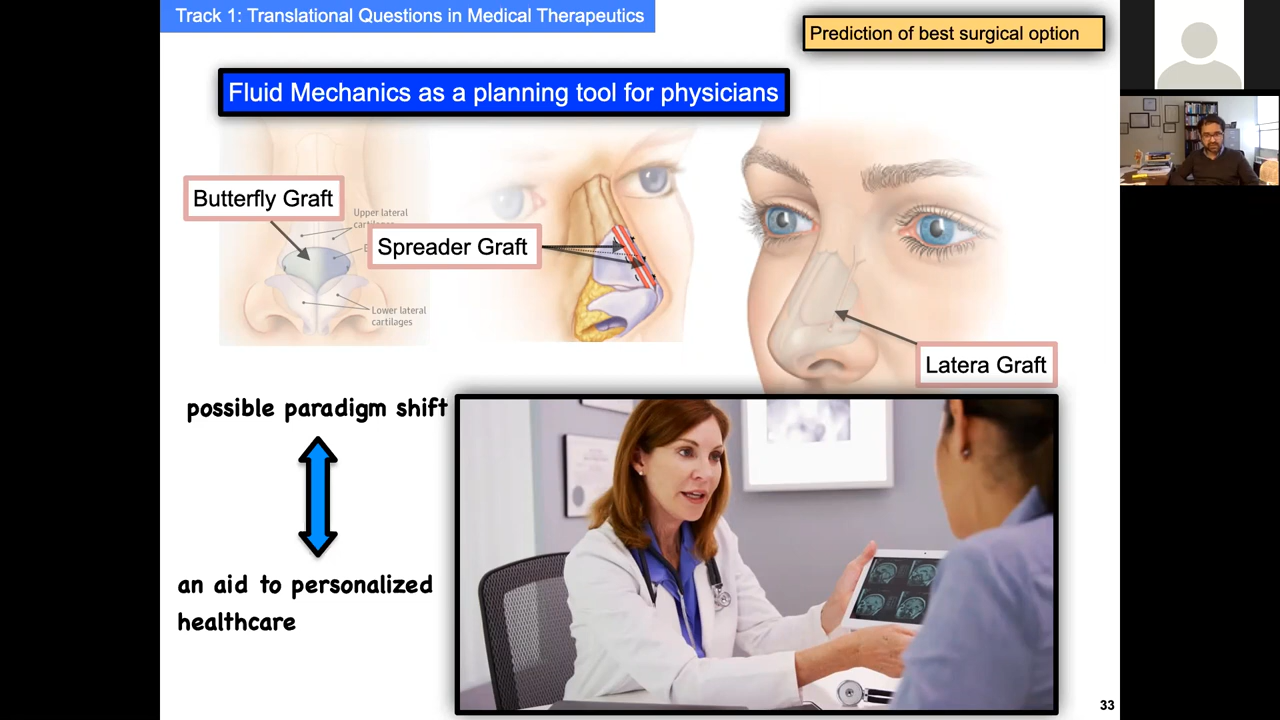 Track 1: Translational Questions in Medical Therapeutics
Prediction of best surgical option
Fluid Mechanics as a planning tool for physicians
Butterfly Graft
Upper lateral
Spreader Graft
Lower lateral
cartilages
Latera Graft
possible paradigm shift
an aid to personalized
healthcare
33